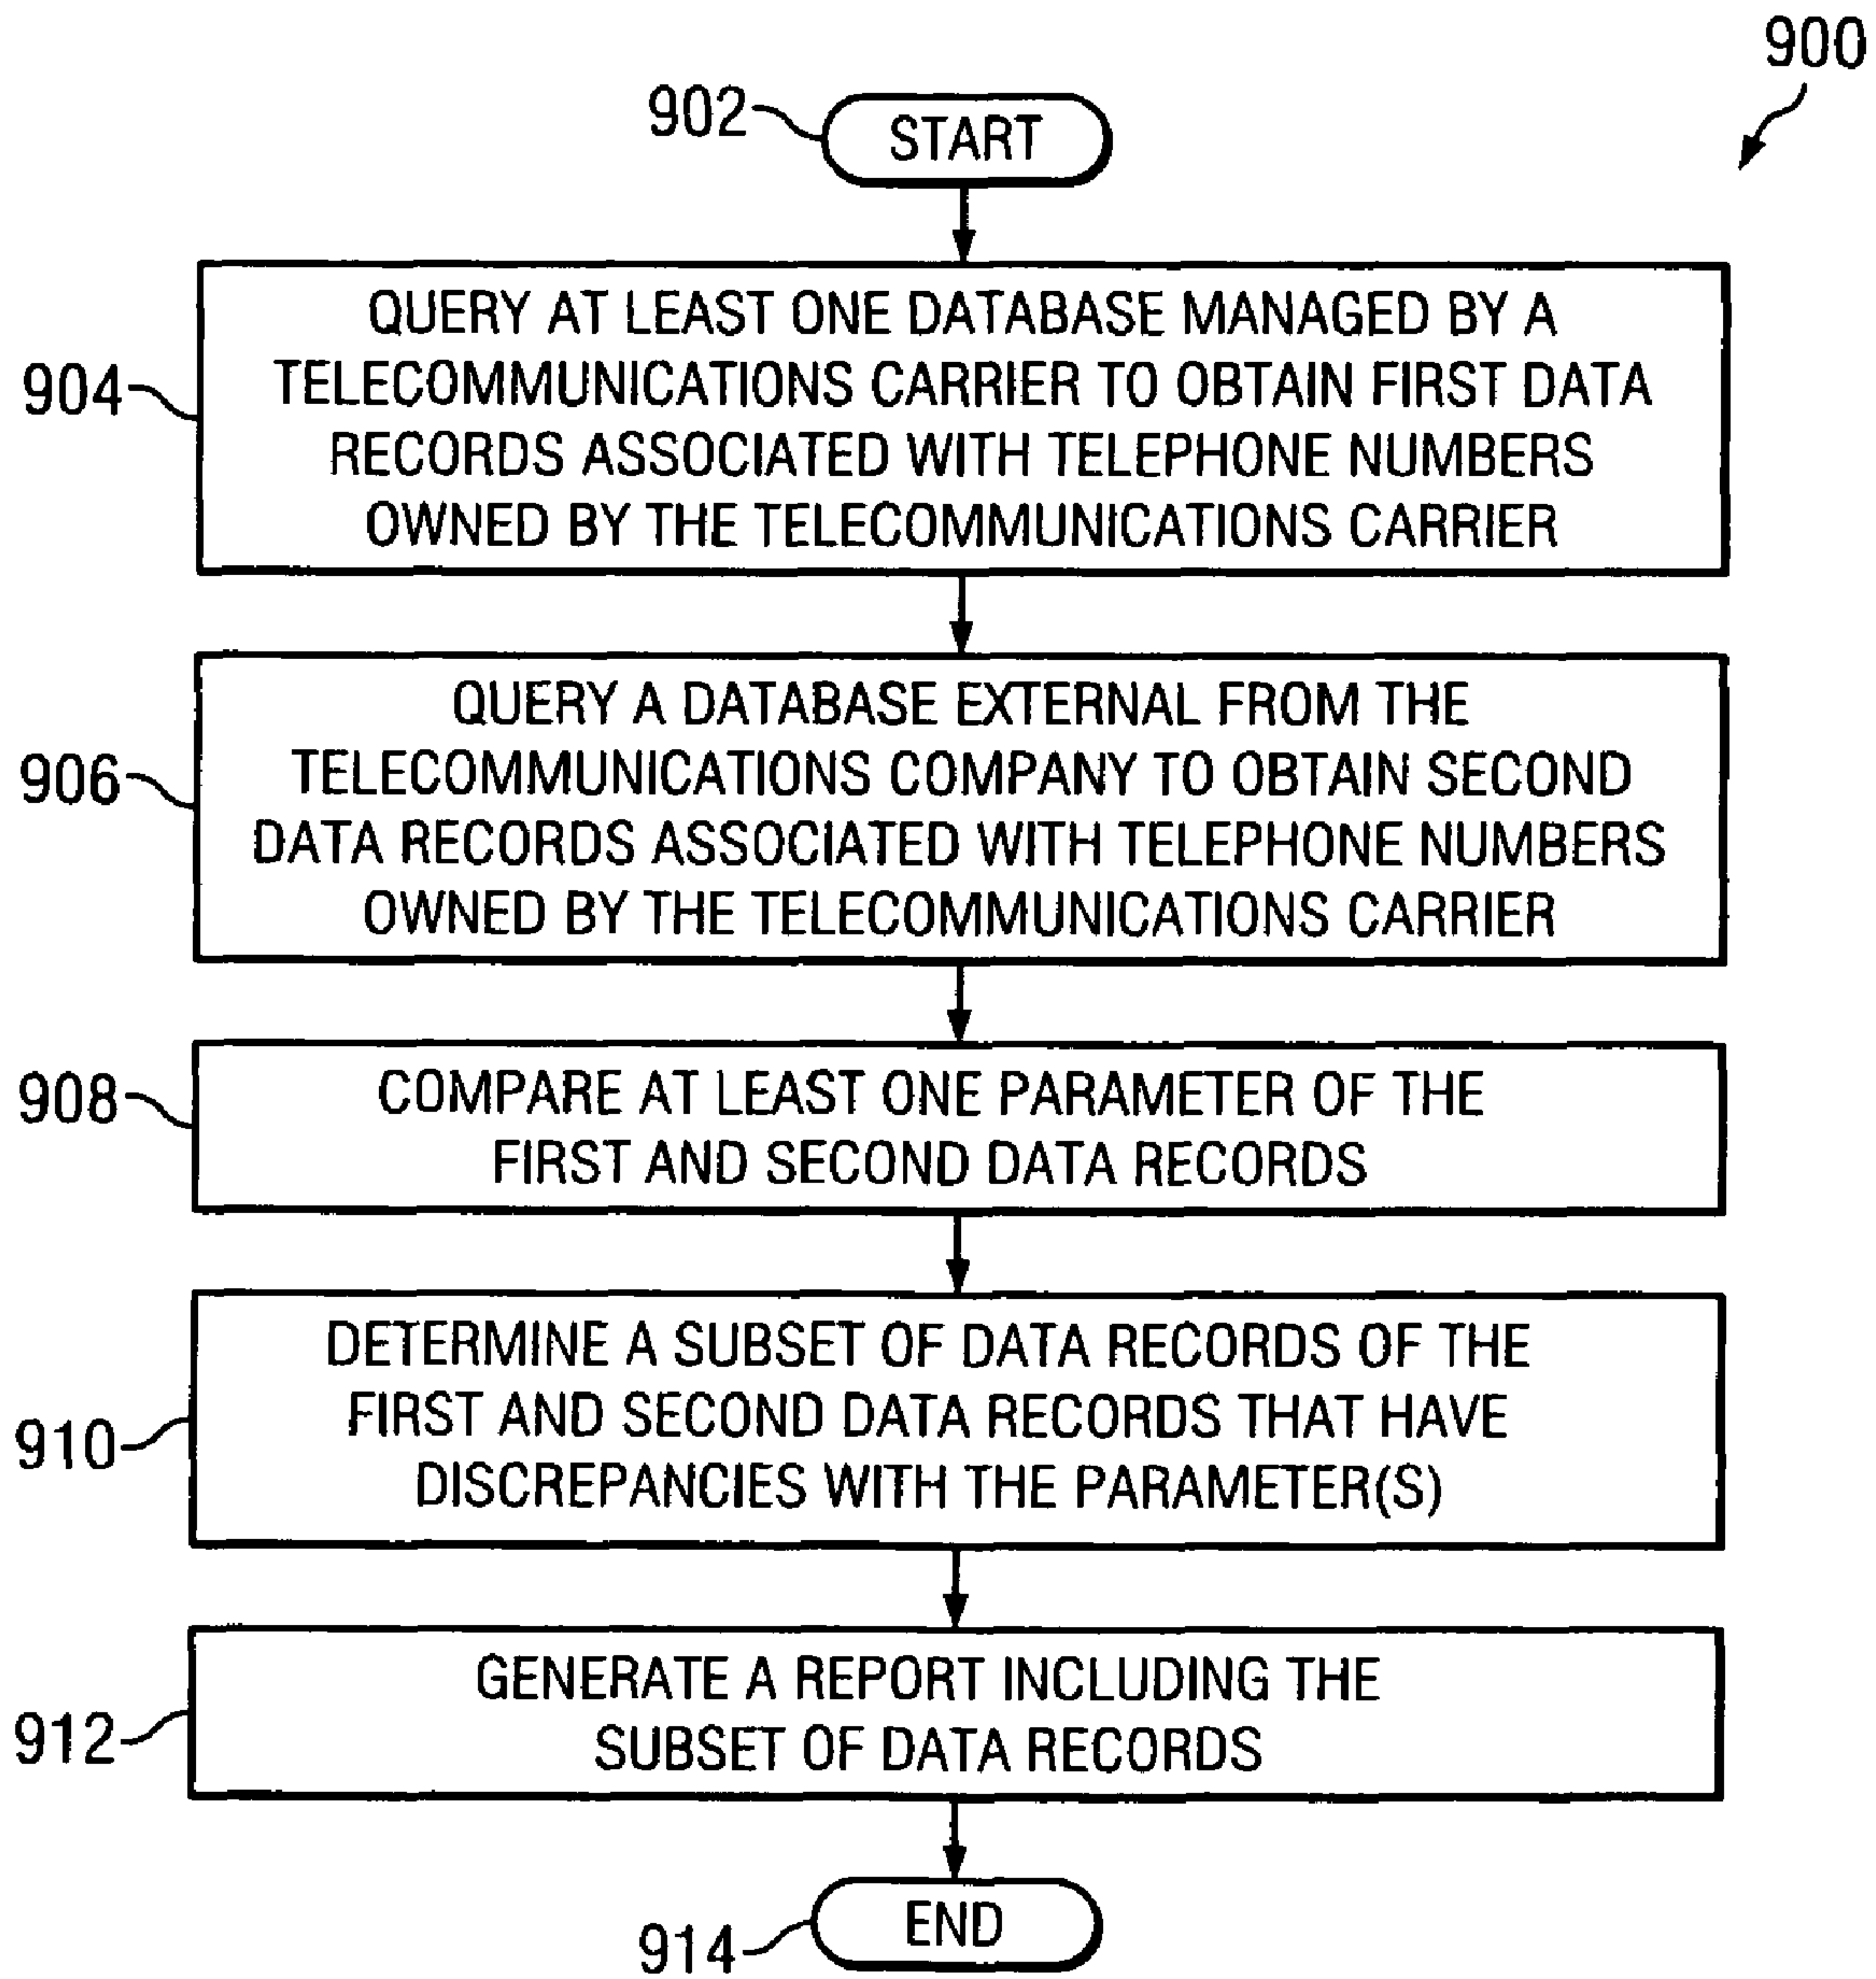 900
902
START
904
QUERY AT LEAST ONE DATABASE MANAGED BY A
TELECOMMUNICATIONS CARRIER TO OBTAIN FIRST DATA
RECORDS ASSOCIATED WITH TELEPHONE NUMBERS
OWNED BY THE TELECOMMUNICATIONS CARRIER
906
QUERY A DATABASE EXTERNAL FROM THE
TELECOMMUNICATIONS COMPANY TO OBTAIN SECOND
DATA RECORDS ASSOCIATED WITH TELEPHONE NUMBERS
OWNED BY THE TELECOMMUNICATIONS CARRIER
908
COMPARE AT LEAST ONE PARAMETER OF THE
FIRST AND SECOND DATA RECORDS
910
DETERMINE A SUBSET OF DATA RECORDS OF THE
FIRST AND SECOND DATA RECORDS THAT HAVE
DISCREPANCIES WITH THE PARAMETER(S)
912
GENERATE A REPORT INCLUDING THE
SUBSET OF DATA RECORDS
914
END